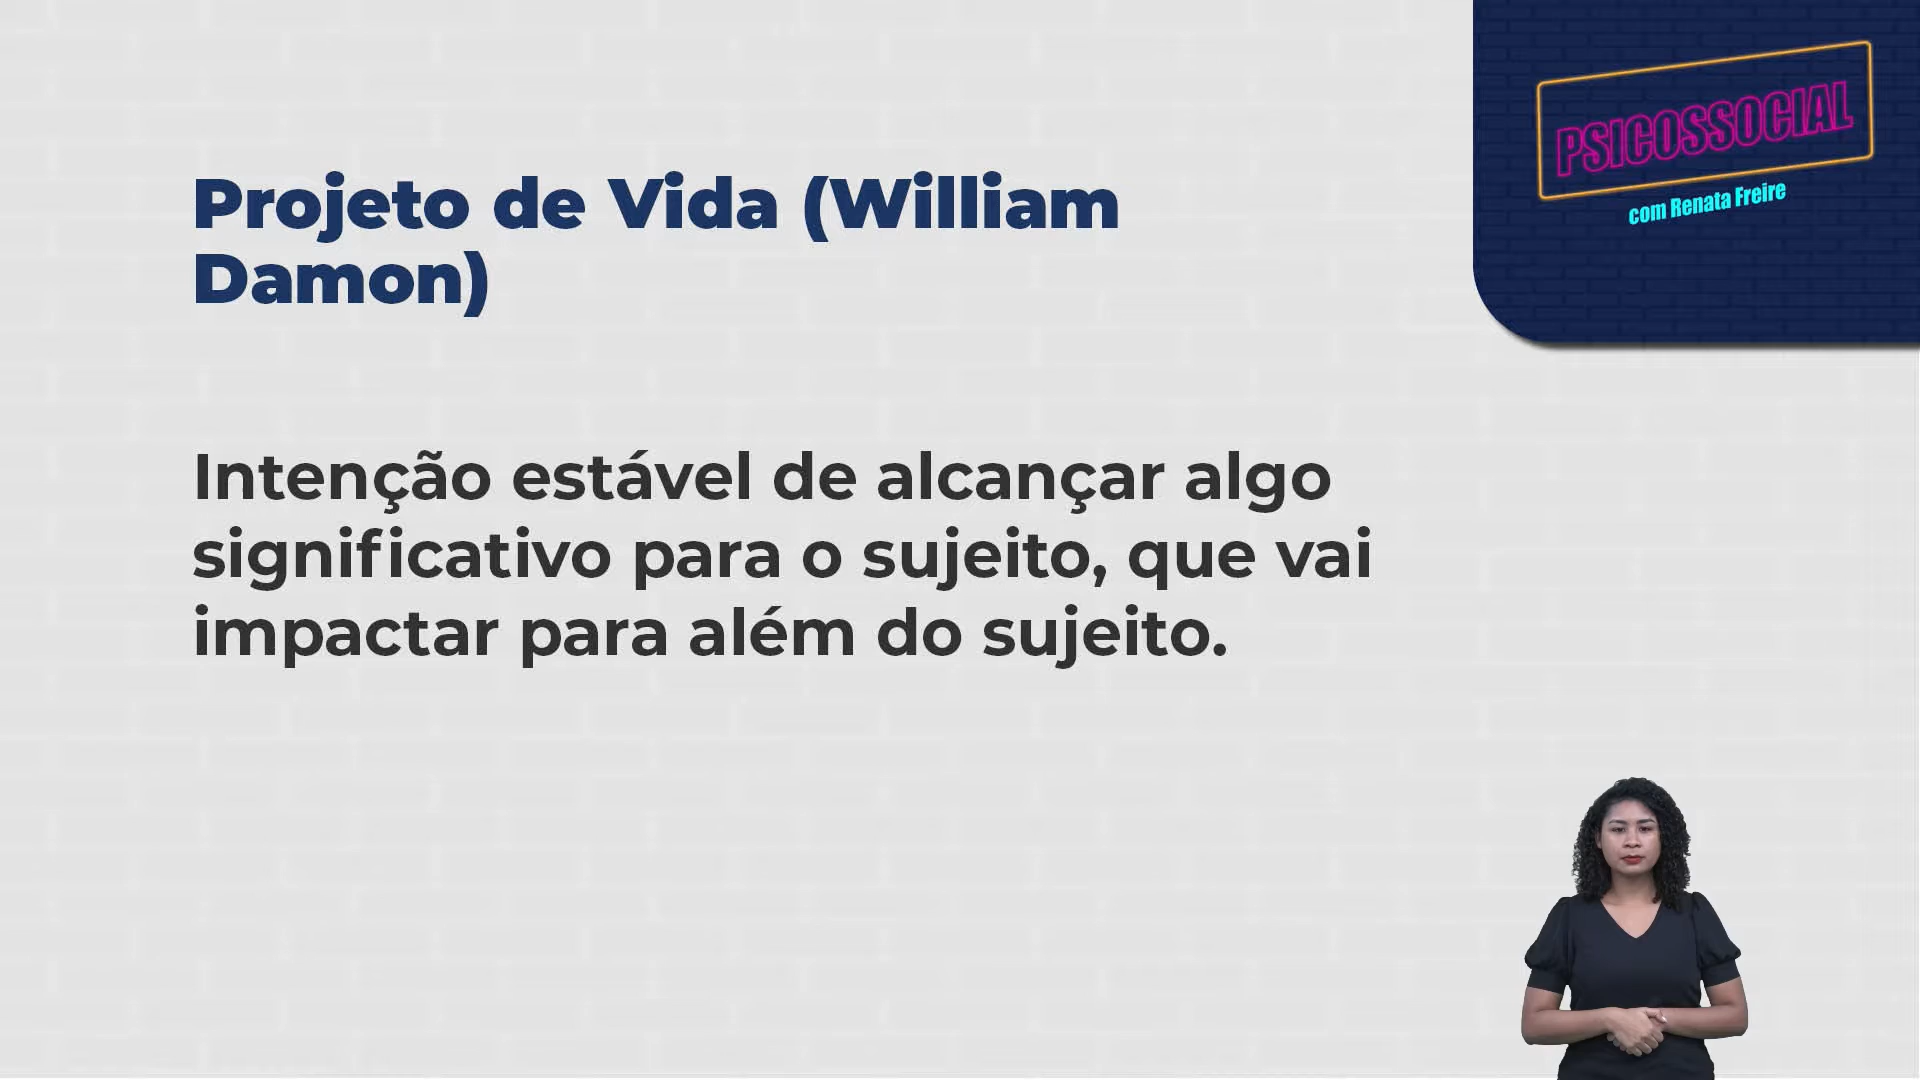 PSICOSSOCIAL
com Renata Freire
Projeto de Vida (William
Damon)
Intenção estável de alcançar algo
significativo para o sujeito, que vai
impactar para além do sujeito.